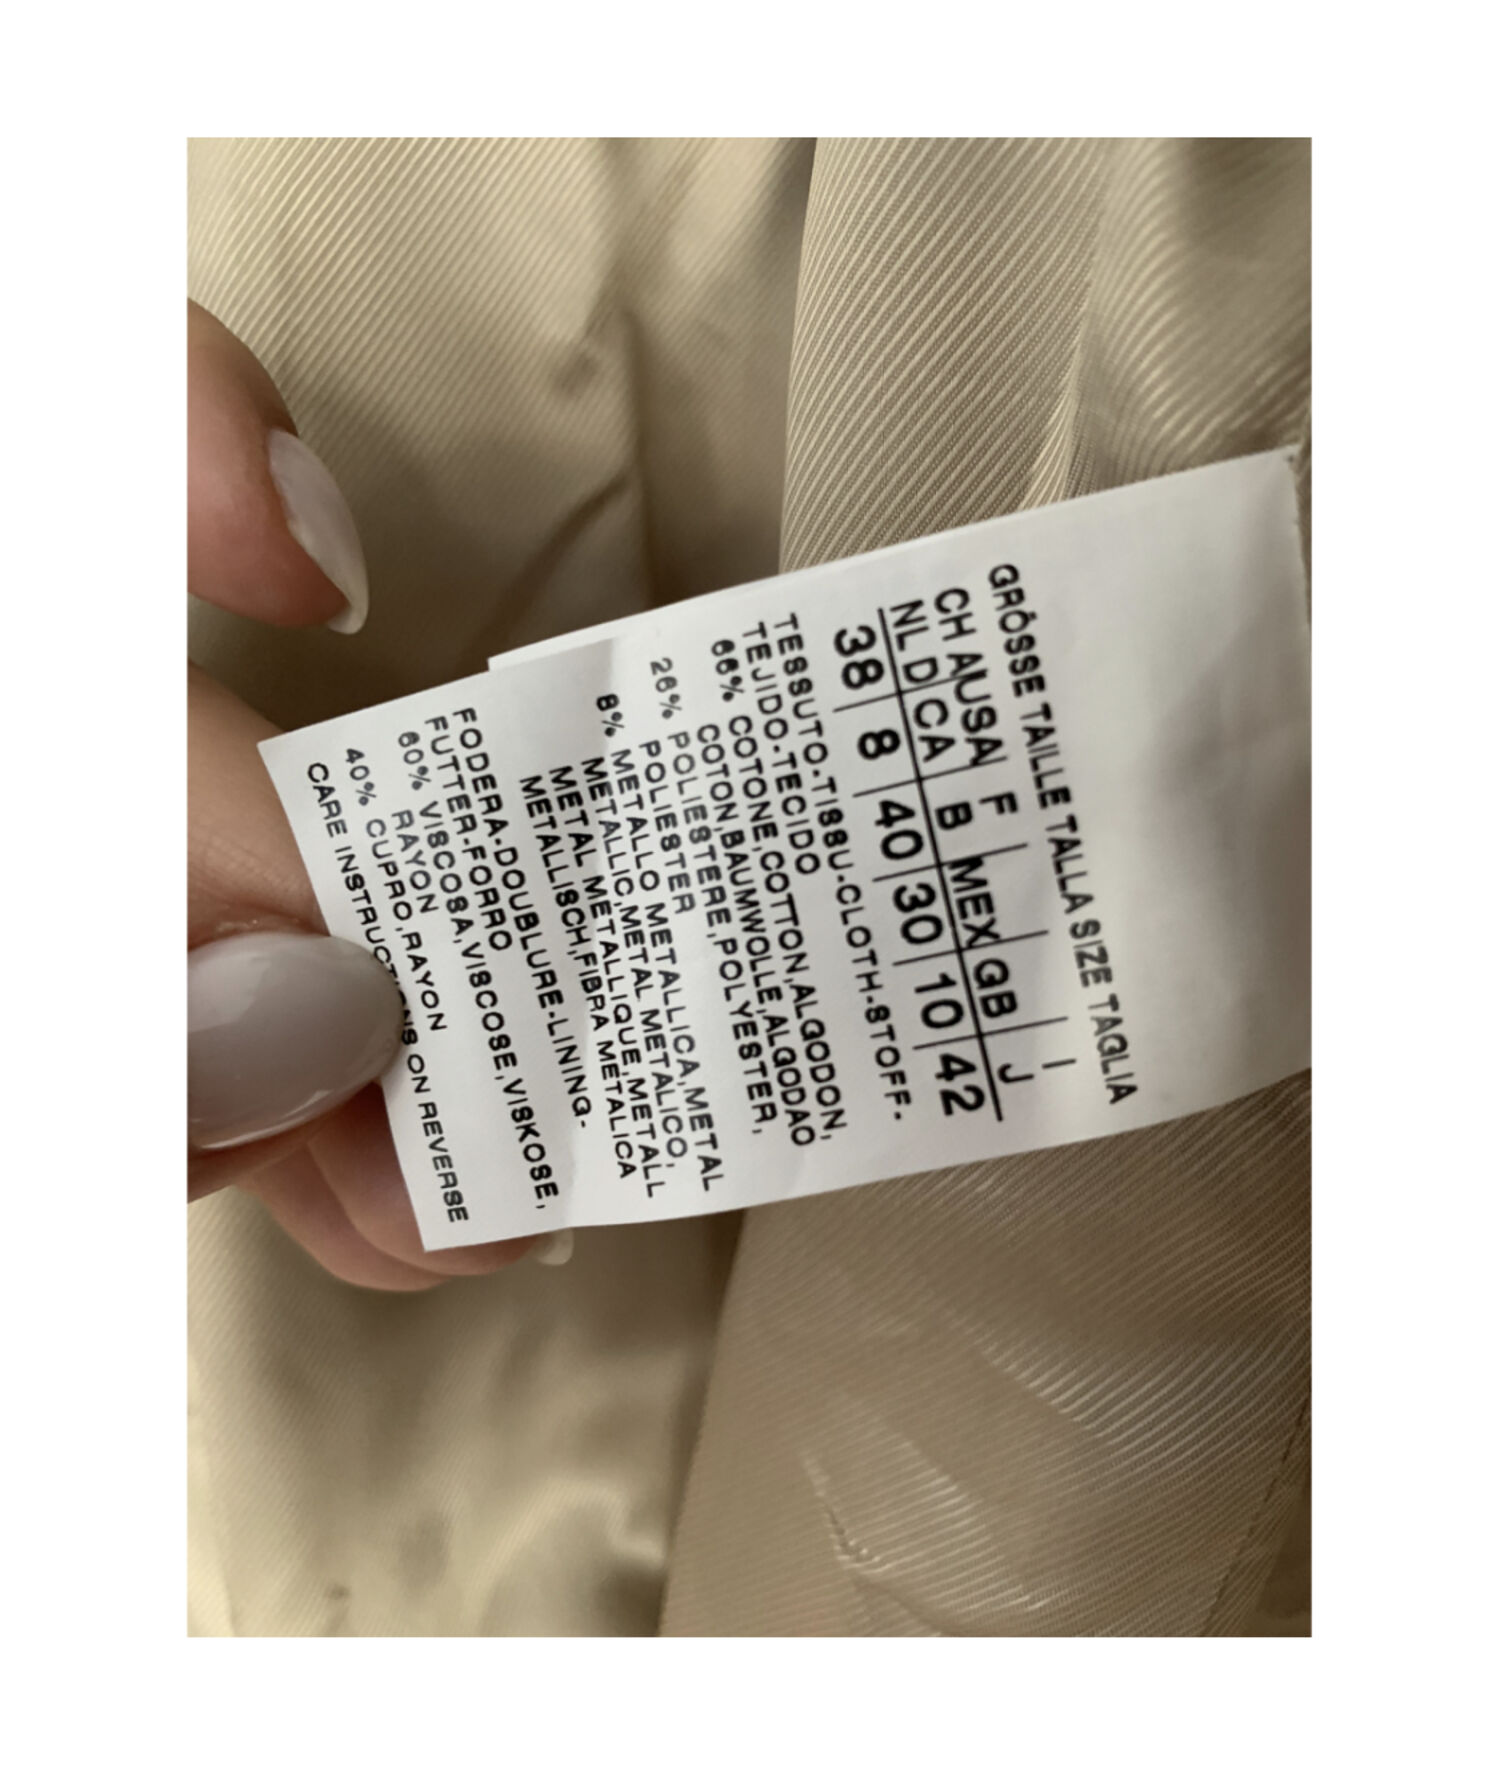 GRÖSSE TAILLE TALLA SIZE TAGLIA
CH AUSA F I
NL D CA B MEX GB J
38 8 40 30 10 42
TESSUTO-TISSU-CLOTH-STOFF-
TEJIDO-TECIDO
66% COTONE,COTTON,ALGODON,
COTON,BAUMWOLLE,ALGODAO
26% POLIESTERE,POLYESTER,
POLIESTER
8% METALLO METALLICA,METAL
METALLIC,METAL METALICO,
METAL METALLIQUE,METALL
METALLISCH,FIBRA METALICA
FODERA-DOUBLURE-LINING-
FUTTER-FORRO
60% VISCOSA,VISCOSE,VISKOSE,
RAYON
40% CUPRO,RAYON
CARE INSTRUCTIONS ON REVERSE